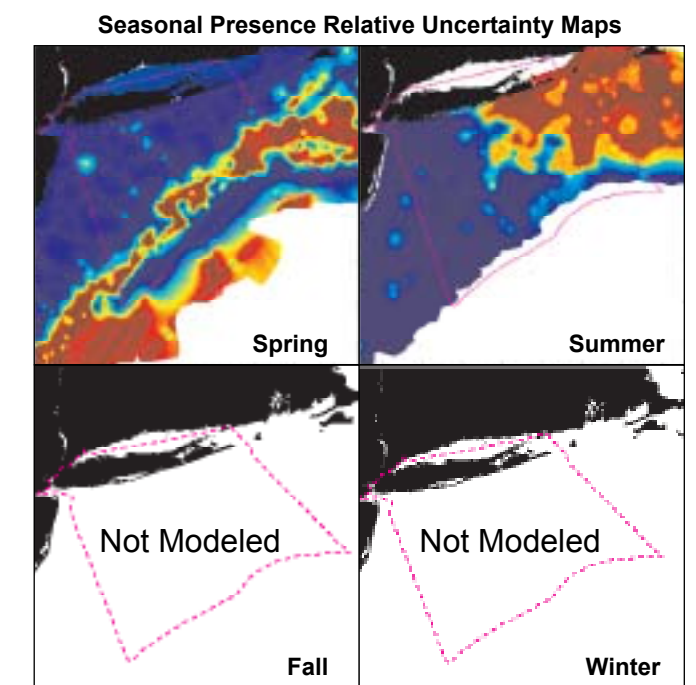 Seasonal Presence Relative Uncertainty Maps
Spring
Summer
Not Modeled
Not Modeled
Fall
Winter